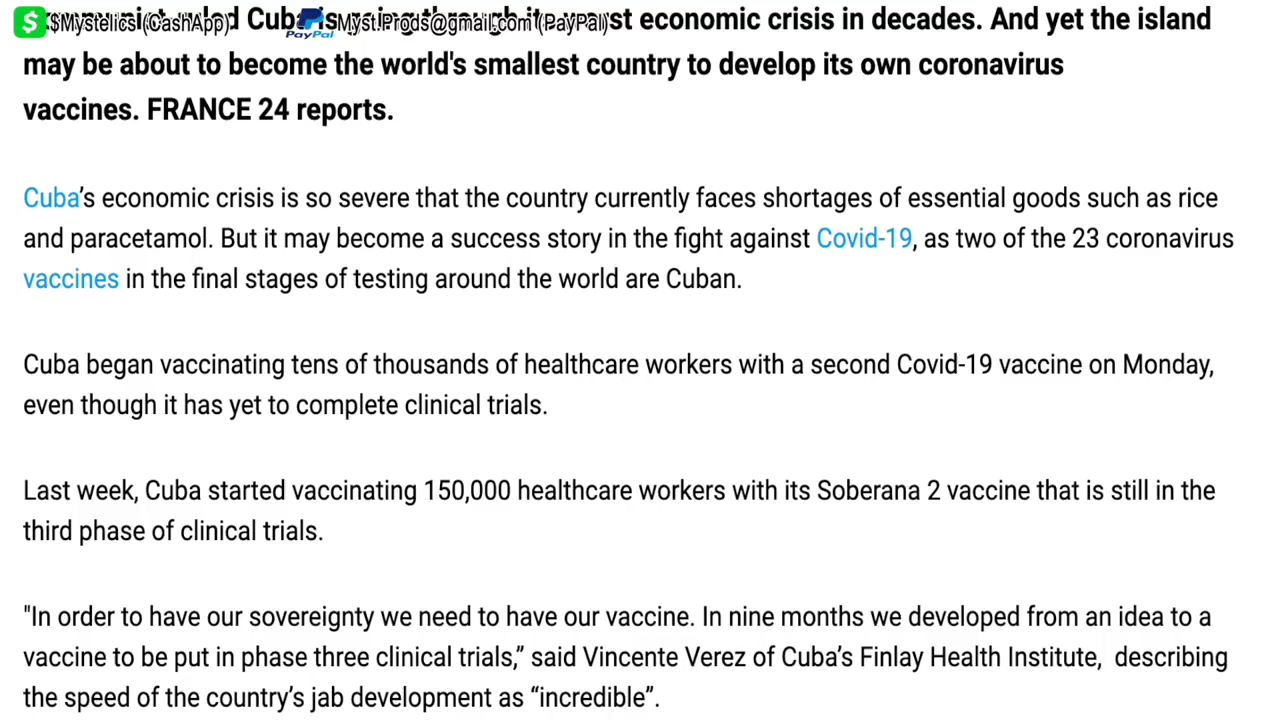 $Mystelics (CashApp) PayPal Myst.Prods@gmail.com (PayPal)
Cuba is going through its worst economic crisis in decades. And yet the island
may be about to become the world's smallest country to develop its own coronavirus
vaccines. FRANCE 24 reports.
Cuba’s economic crisis is so severe that the country currently faces shortages of essential goods such as rice
and paracetamol. But it may become a success story in the fight against Covid-19, as two of the 23 coronavirus
vaccines in the final stages of testing around the world are Cuban.
Cuba began vaccinating tens of thousands of healthcare workers with a second Covid-19 vaccine on Monday,
even though it has yet to complete clinical trials.
Last week, Cuba started vaccinating 150,000 healthcare workers with its Soberana 2 vaccine that is still in the
third phase of clinical trials.
"In order to have our sovereignty we need to have our vaccine. In nine months we developed from an idea to a
vaccine to be put in phase three clinical trials,” said Vincente Verez of Cuba’s Finlay Health Institute, describing
the speed of the country’s jab development as “incredible”.